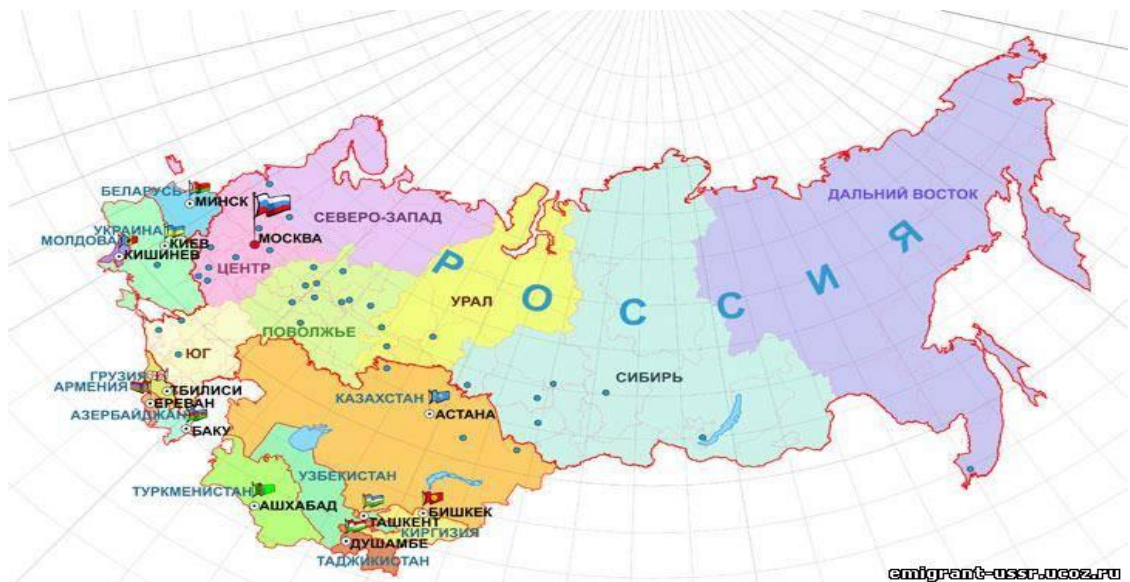 БЕЛАРУСЬ
МИНСК
УКРАИНА
МОЛДОВА
КИЕВ
КИШИНЕВ
МОСКВА
СЕВЕРО-ЗАПАД
ДАЛЬНИЙ ВОСТОК
ЦЕНТР
РОССИЯ
УРАЛ
ПОВОЛЖЬЕ
ЮГ
СИБИРЬ
ГРУЗИЯ
АРМЕНИЯ
ТБИЛИСИ
ЕРЕВАН
АЗЕРБАЙДЖАН
БАКУ
КАЗАХСТАН
АСТАНА
УЗБЕКИСТАН
ТУРКМЕНИСТАН
АШХАБАД
БИШКЕК
ТАШКЕНТ
КИРГИЗИЯ
ДУШАМБЕ
ТАДЖИКИСТАН
emigrant-ussr.ucoz.ru